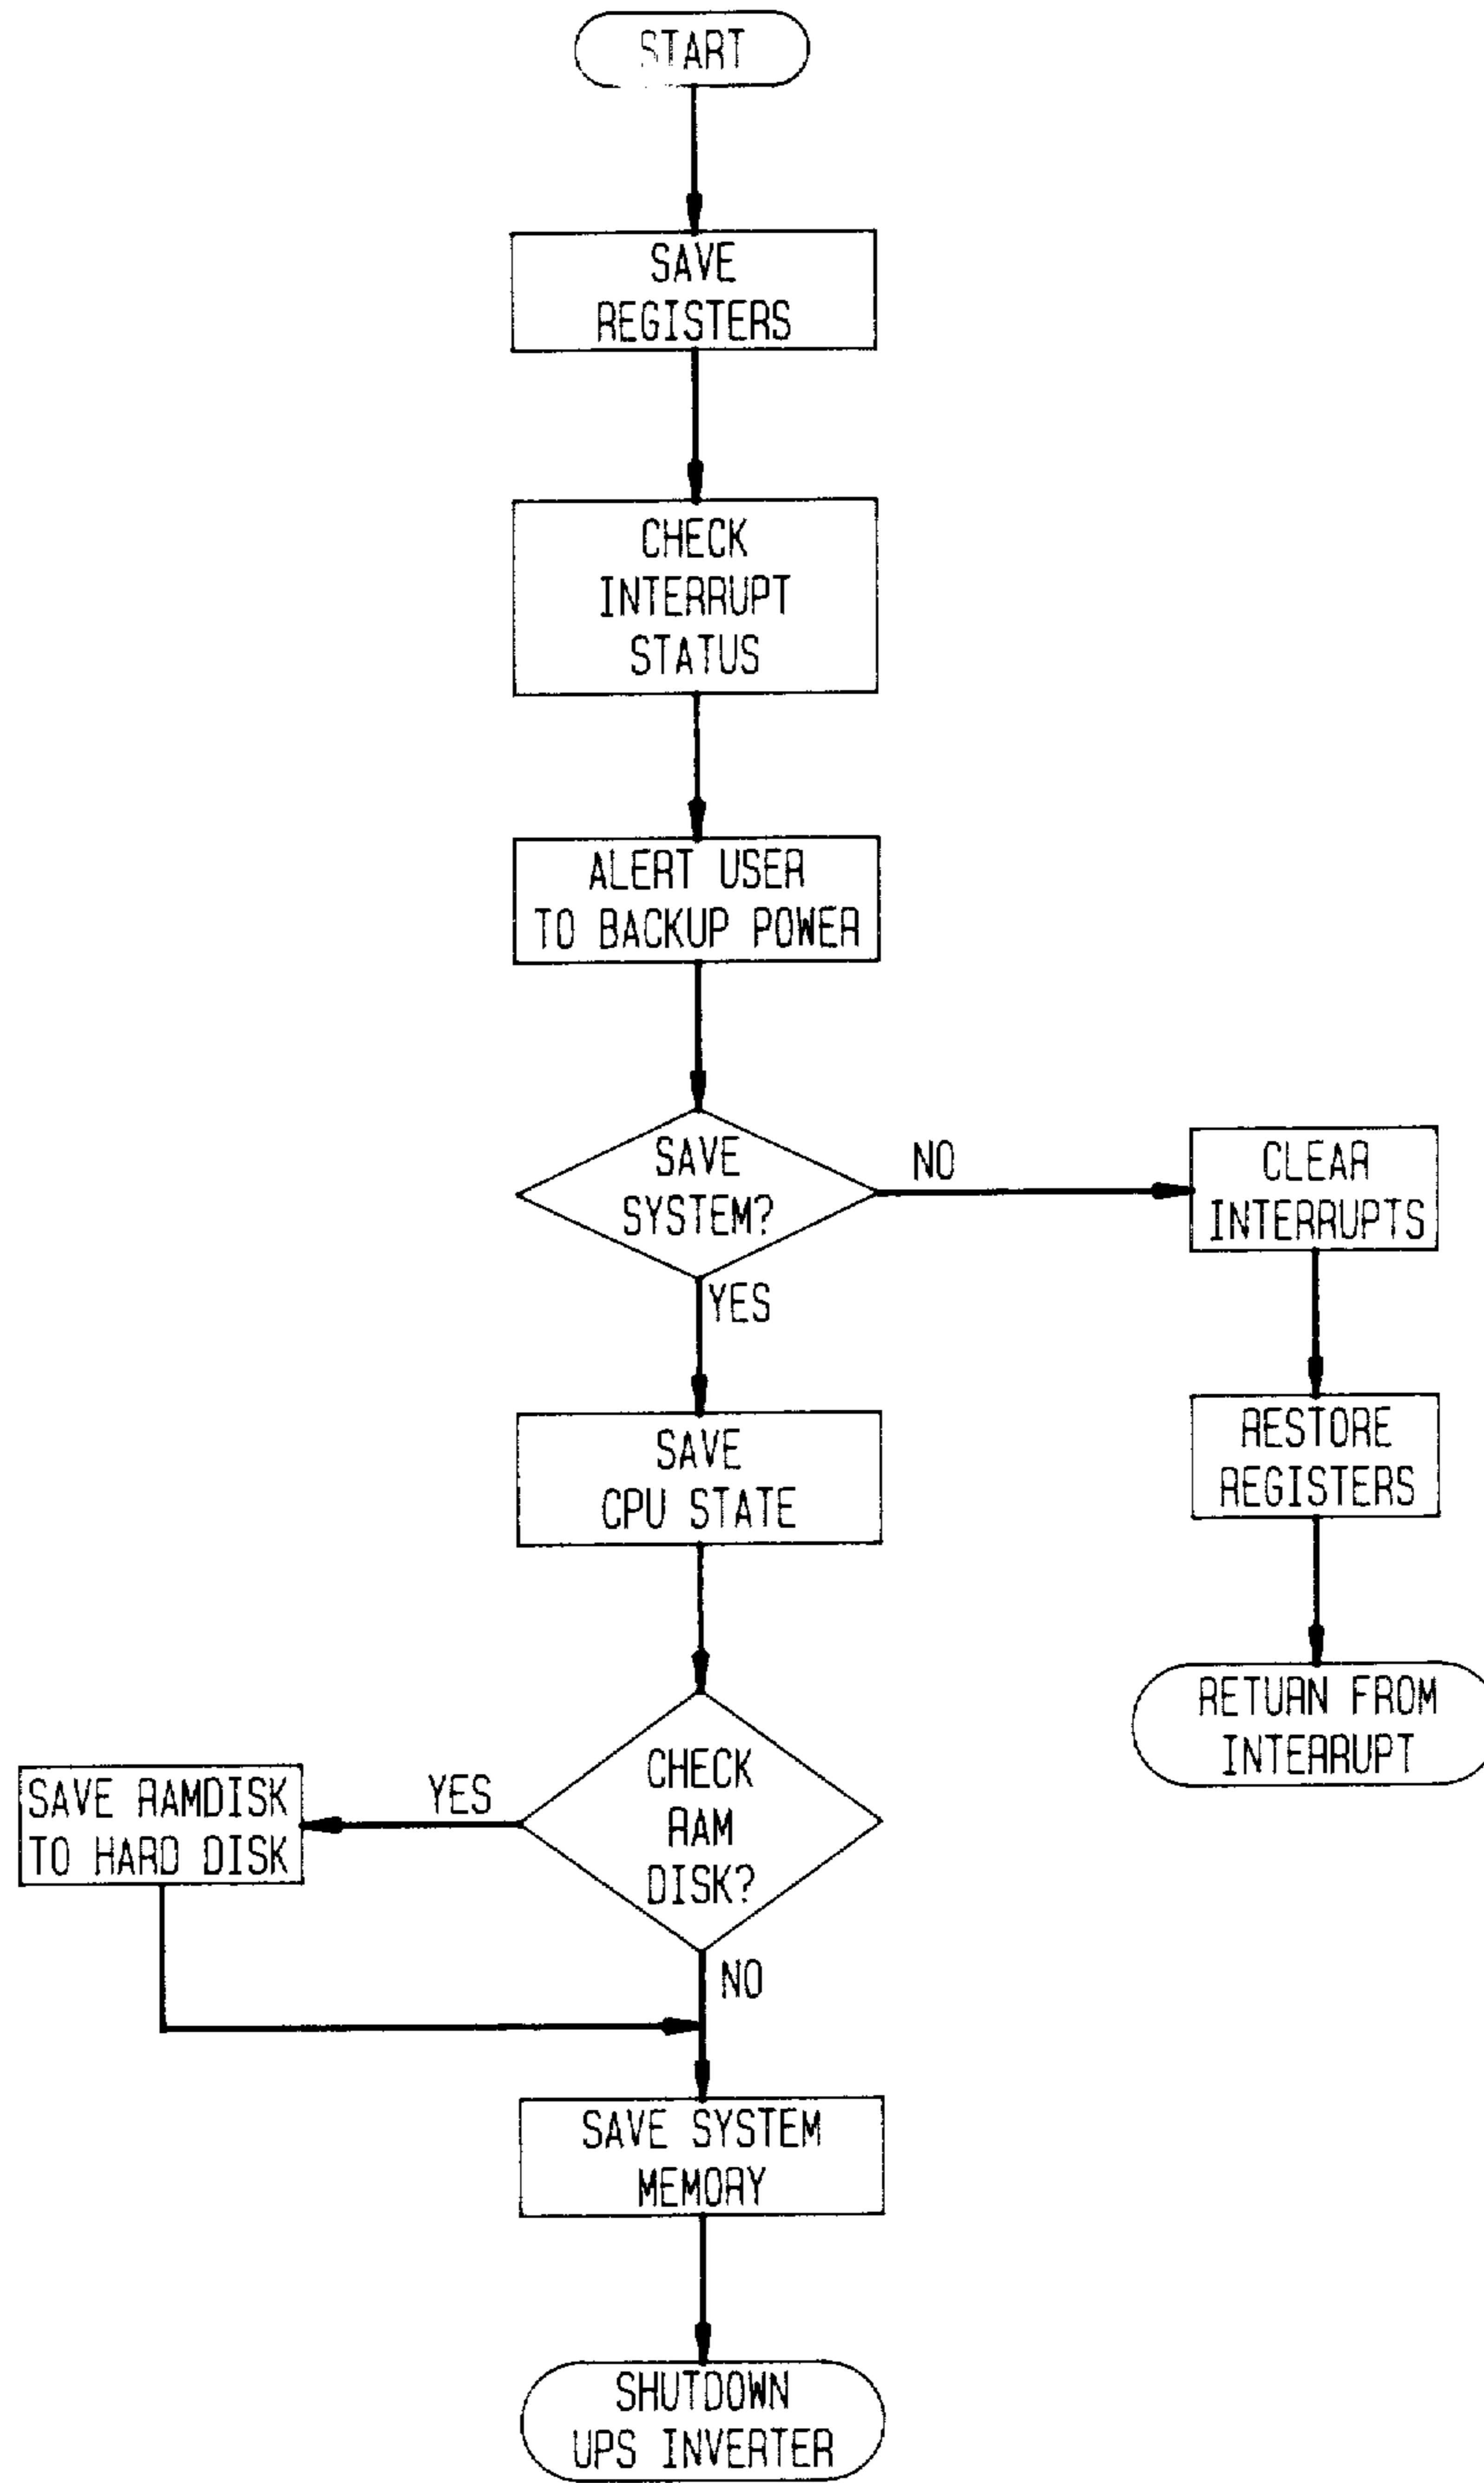 START
SAVE
REGISTERS
CHECK
INTERRUPT
STATUS
ALERT USER
TO BACKUP POWER
SAVE
SYSTEM?
NO
CLEAR
INTERRUPTS
YES
RESTORE
REGISTERS
SAVE
CPU STATE
RETURN FROM
INTERRUPT
CHECK
RAM
DISK?
YES
SAVE RAMDISK
TO HARD DISK
NO
SAVE SYSTEM
MEMORY
SHUTDOWN
UPS INVERTER